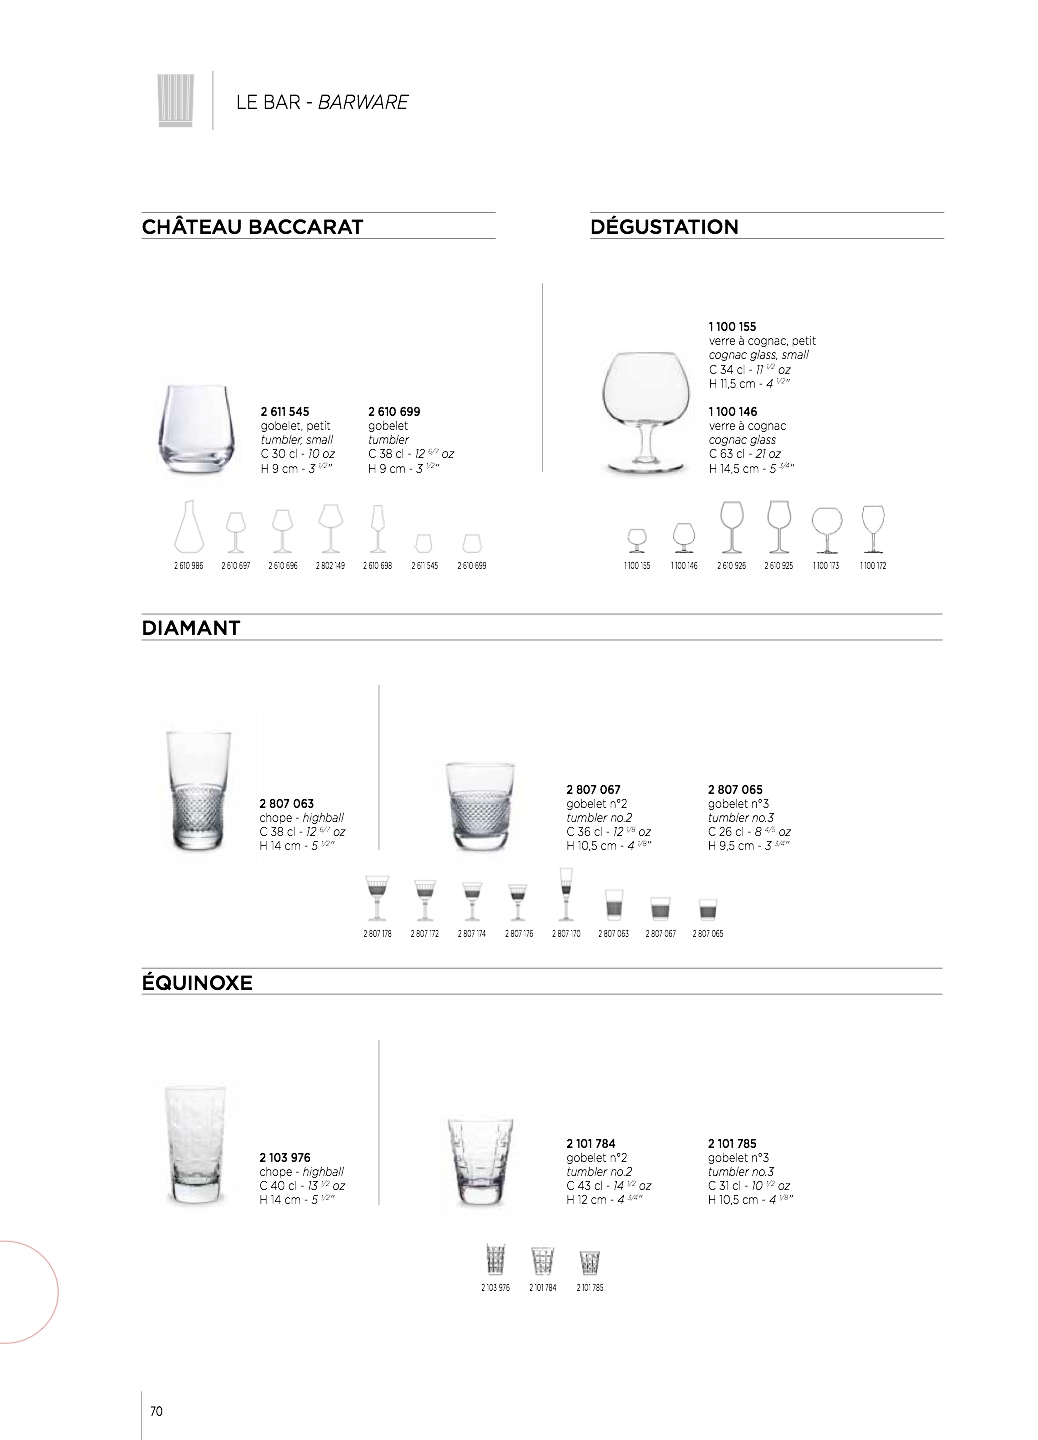 LE BAR - BARWARE
CHÂTEAU BACCARAT
2 611 545
gobelet, petit
tumbler, small
C 30 cl - 10 oz
H 9 cm - 3 1/2"
2 610 699
gobelet
tumbler
C 38 cl - 12 6/7 oz
H 9 cm - 3 1/2"
2 610 986 2 610 697 2 610 696 2 802 149 2 610 698 2 611 545 2 610 699
DÉGUSTATION
1 100 155
verre à cognac, petit
cognac glass, small
C 34 cl - 11 1/2 oz
H 11,5 cm - 4 1/2"
1 100 146
verre à cognac
cognac glass
C 63 cl - 21 oz
H 14,5 cm - 5 3/4"
1 100 155 1 100 146 2 610 926 2 610 925 1 100 173 1 100 172
DIAMANT
2 807 063
chope - highball
C 38 cl - 12 6/7 oz
H 14 cm - 5 1/2"
2 807 067
gobelet n°2
tumbler no.2
C 36 cl - 12 1/8 oz
H 10,5 cm - 4 1/8"
2 807 065
gobelet n°3
tumbler no.3
C 26 cl - 8 4/5 oz
H 9,5 cm - 3 3/4"
2 807 178 2 807 172 2 807 174 2 807 176 2 807 170 2 807 063 2 807 067 2 807 065
ÉQUINOXE
2 103 976
chope - highball
C 40 cl - 13 1/2 oz
H 14 cm - 5 1/2"
2 101 784
gobelet n°2
tumbler no.2
C 43 cl - 14 1/2 oz
H 12 cm - 4 3/4"
2 101 785
gobelet n°3
tumbler no.3
C 31 cl - 10 1/2 oz
H 10,5 cm - 4 1/8"
2 103 976 2 101 784 2 101 785
70